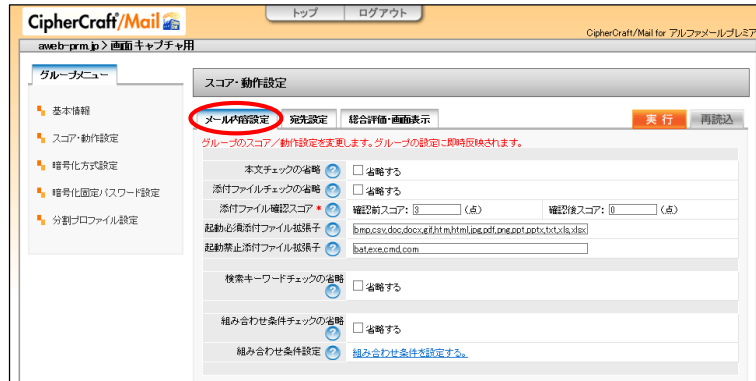 トップ ログアウト
CipherCraft/Mail
CipherCraft/Mail for アルファメールプレミア
aweb-prm.jp > 画面キャプチャ用
グループメニュー
基本情報
スコア・動作設定
暗号化方式設定
暗号化固定パスワード設定
分割プロファイル設定
スコア・動作設定
メール内容設定 宛先設定 総合評価・画面表示 実行 再読込
グループのスコア／動作設定を変更します。グループの設定に即時反映されます。
本文チェックの省略 ? 省略する
添付ファイルチェックの省略 ? 省略する
添付ファイル確認スコア * ? 確認前スコア: 3 (点) 確認後スコア: 0 (点)
起動必須添付ファイル拡張子 ? bmp,csv,doc,docx,gif,htm,html,jpg,pdf,png,ppt,pptx,txt,xls,xlsx
起動禁止添付ファイル拡張子 ? bat,exe,cmd,com
検索キーワードチェックの省略 ? 省略する
組み合わせ条件チェックの省略 ? 省略する
組み合わせ条件設定 ? 組み合わせ条件を設定する。